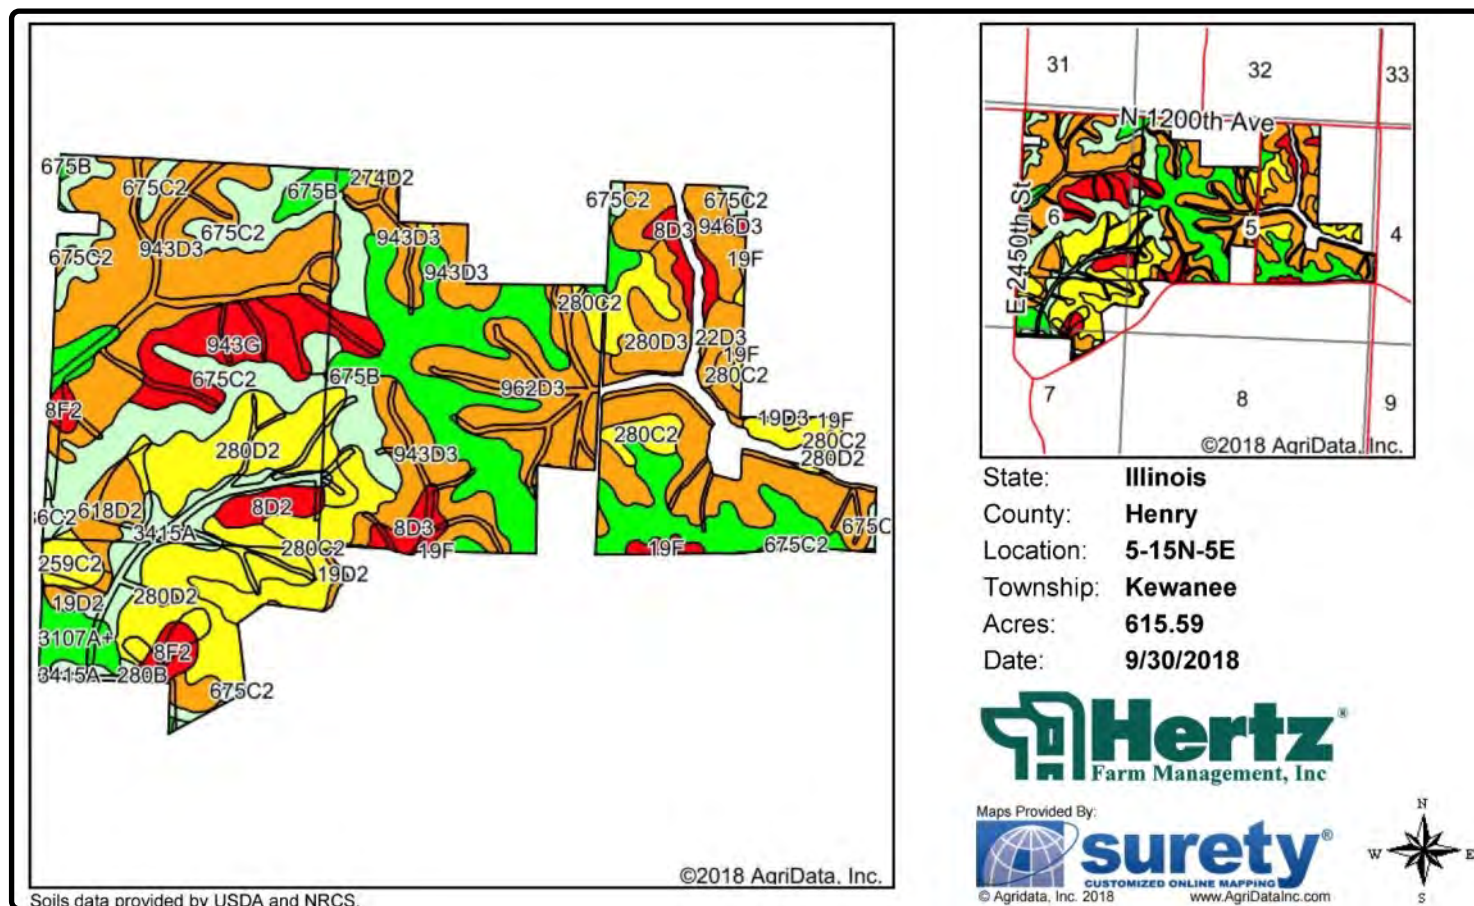 675B
675C2
675B
274D2
675C2
675C2
675C2
943D3
675C2
943D3
943D3
675C2
8D3
946D3
19F
280C2
943G
675C2
675B
962D3
280D3
22D3
19F
280C2
8F2
280D2
943D3
280C2
19D3
19F
280C2
280D2
618D2
8D2
3415A
8D3
19F
280C2
19F
675C2
675C
259C2
19D2
19D2
280D2
3107A+
8F2
3415A
280B
675C2
©2018 AgriData, Inc.
Soils data provided by USDA and NRCS.
31
32
33
N 1200th Ave
E 2450th St
6
5
4
7
8
9
©2018 AgriData, Inc.
State: Illinois
County: Henry
Location: 5-15N-5E
Township: Kewanee
Acres: 615.59
Date: 9/30/2018
Hertz®
Farm Management, Inc
Maps Provided By:
surety®
CUSTOMIZED ONLINE MAPPING
© Agridata, Inc. 2018
www.AgriDataInc.com
N
W
E
S